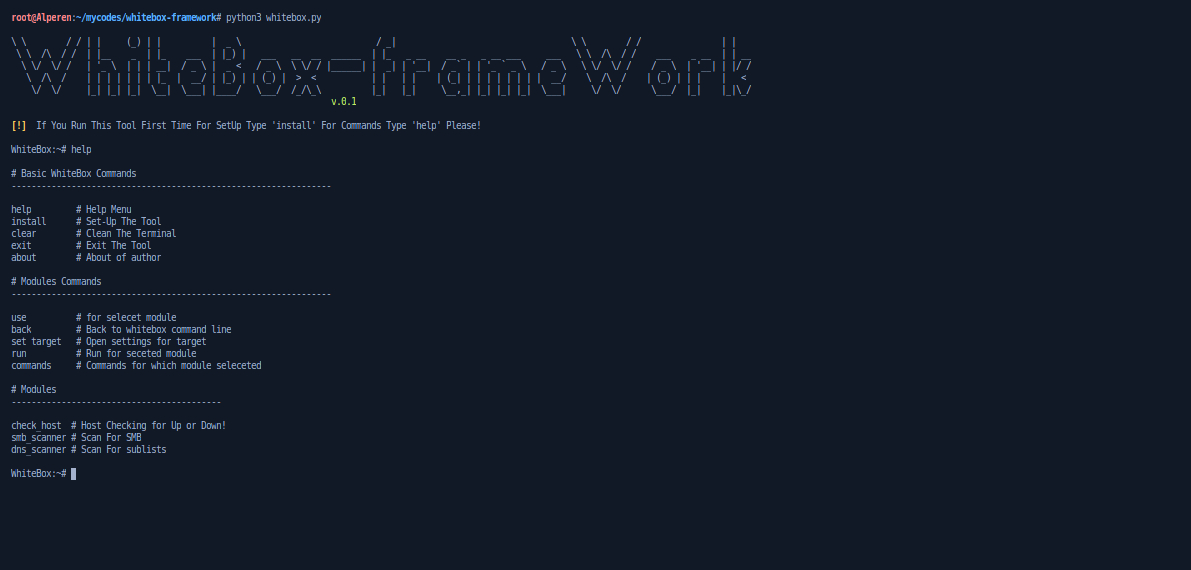 root@Alperen:~/mycodes/whitebox-framework# python3 whitebox.py
WhiteBox-FrameWork
v.0.1
[!]  If You Run This Tool First Time For SetUp Type 'install' For Commands Type 'help' Please!
WhiteBox:~# help
# Basic WhiteBox Commands
----------------------------------------------------------------
help         # Help Menu
install      # Set-Up The Tool
clear        # Clean The Terminal
exit         # Exit The Tool
about        # About of author
# Modules Commands
----------------------------------------------------------------
use          # for selecet module
back         # Back to whitebox command line
set target   # Open settings for target
run          # Run for seceted module
commands     # Commands for which module seleceted
# Modules
------------------------------------------
check_host  # Host Checking for Up or Down!
smb_scanner # Scan For SMB
dns_scanner # Scan For sublists
WhiteBox:~#